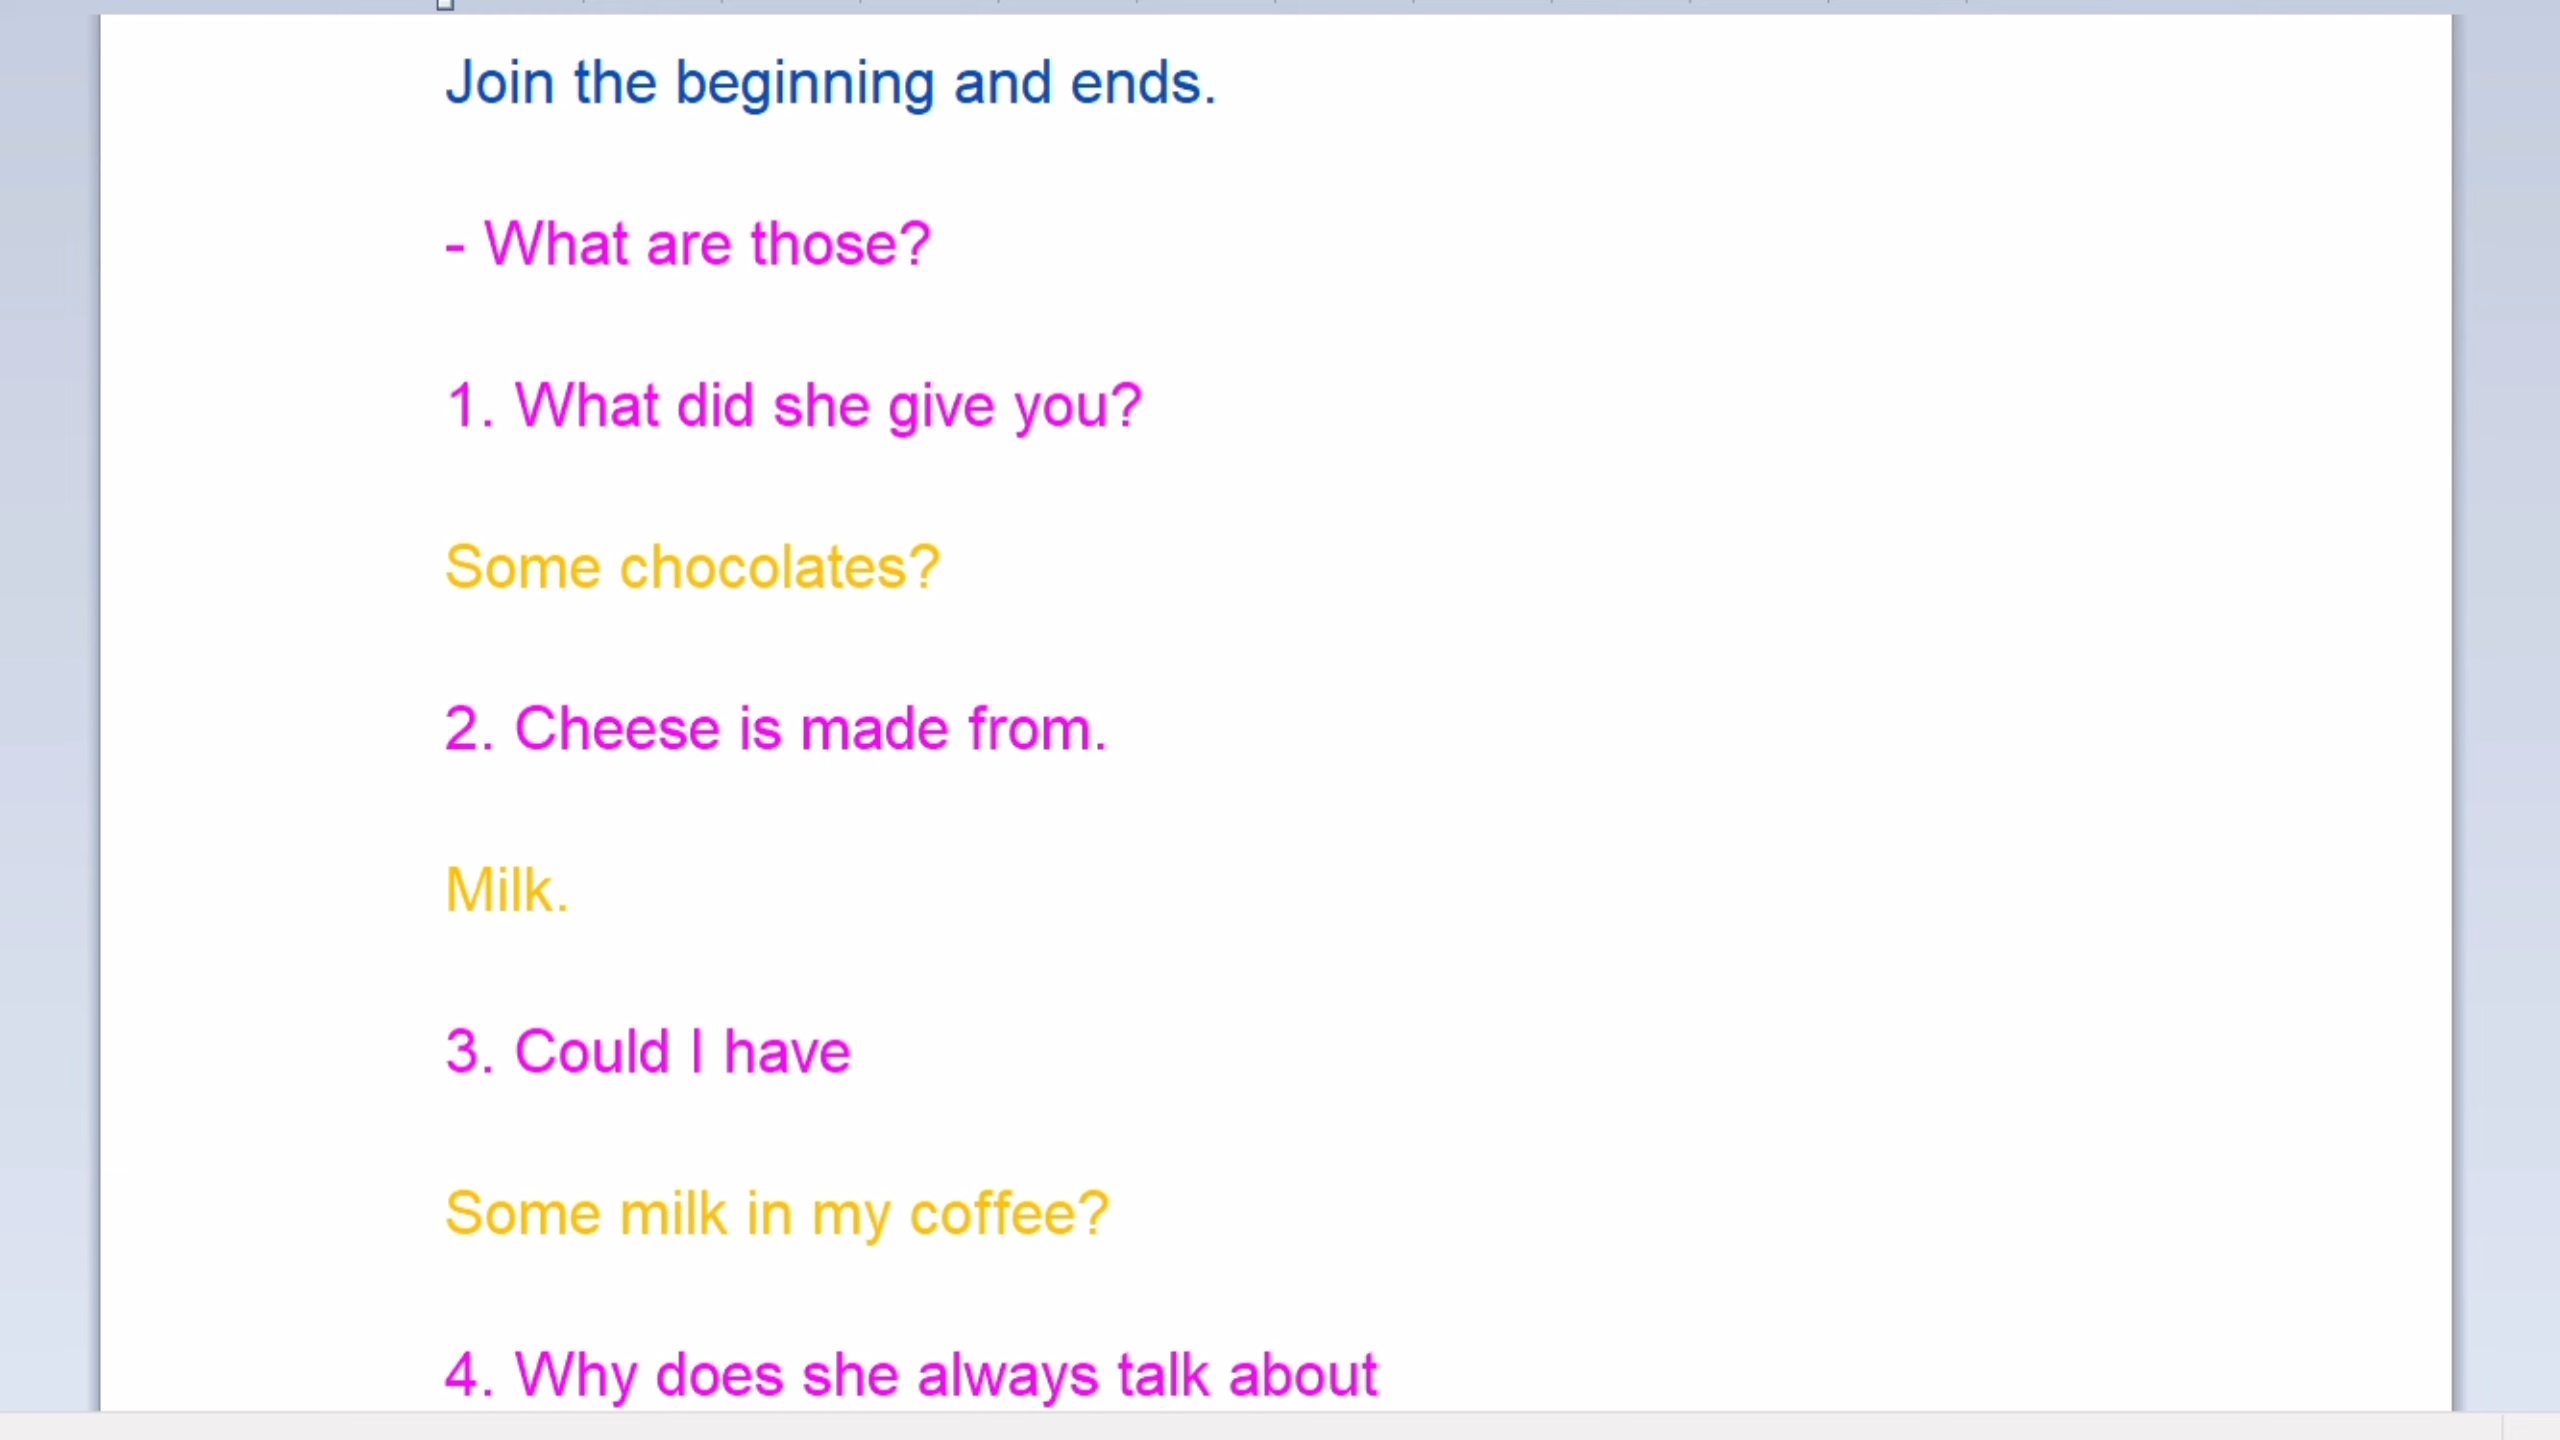 Join the beginning and ends.
- What are those?
1. What did she give you?
Some chocolates?
2. Cheese is made from.
Milk.
3. Could I have
Some milk in my coffee?
4. Why does she always talk about